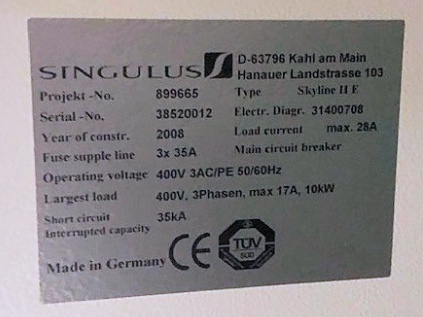 SINGULUS D-63796 Kahl am Main
Hanauer Landstrasse 103
Projekt -No. 899665 Type Skyline II E
Serial -No. 38520012 Electr. Diagr. 31400708
Year of constr. 2008 Load current max. 28A
Fuse supply line 3x 35A Main circuit breaker
Operating voltage 400V 3AC/PE 50/60Hz
Largest load 400V, 3Phasen, max 17A, 10kW
Short circuit 35kA
Interrupted capacity
Made in Germany CE TÜV
SÜD